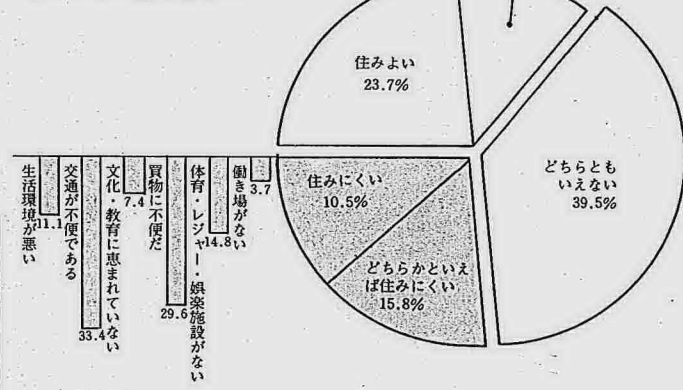 住みよい
23.7%
どちらとも
いえない
39.5%
住みにくい
10.5%
どちらかといえ
ば住みにくい
15.8%
生活環境が悪い
11.1
交通が不便である
33.4
文化・教育に恵まれていない
7.4
買物に不便だ
29.6
体育・レジャー・娯楽施設がない
14.8
働き場がない
3.7